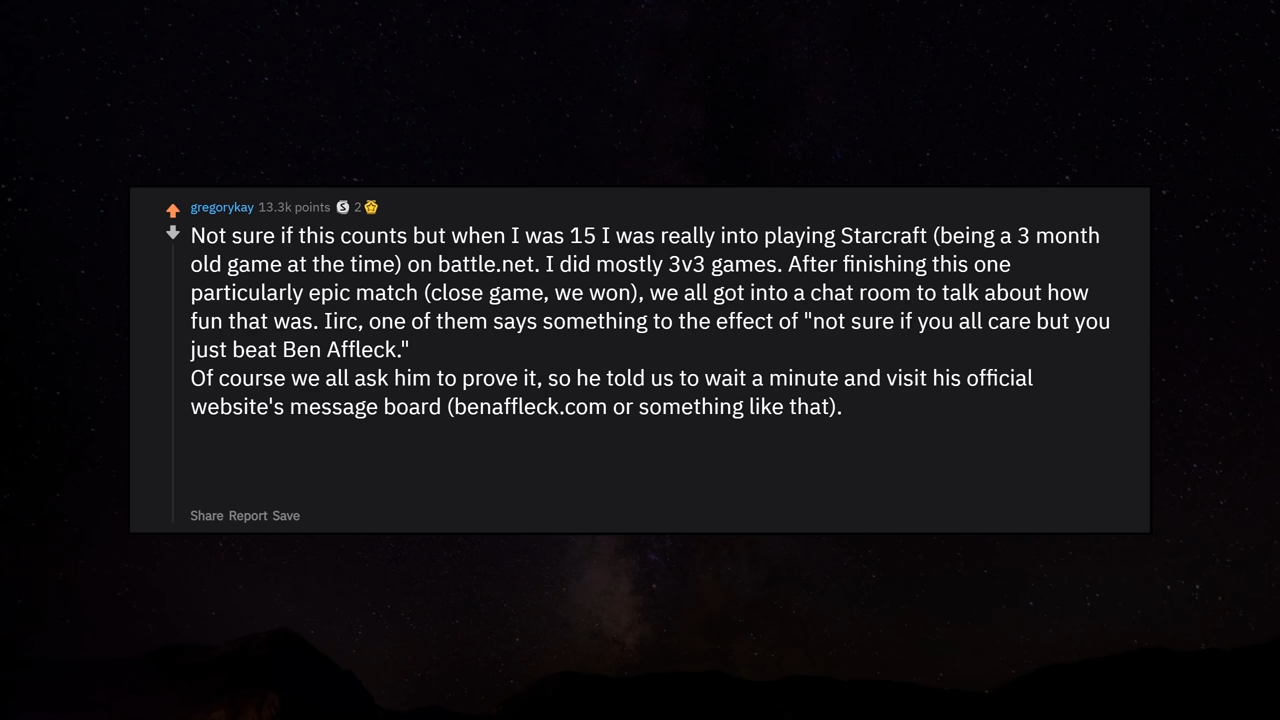 gregorykay 13.3k points S 2
Not sure if this counts but when I was 15 I was really into playing Starcraft (being a 3 month
old game at the time) on battle.net. I did mostly 3v3 games. After finishing this one
particularly epic match (close game, we won), we all got into a chat room to talk about how
fun that was. Iirc, one of them says something to the effect of "not sure if you all care but you
just beat Ben Affleck."
Of course we all ask him to prove it, so he told us to wait a minute and visit his official
website's message board (benaffleck.com or something like that).
Share Report Save